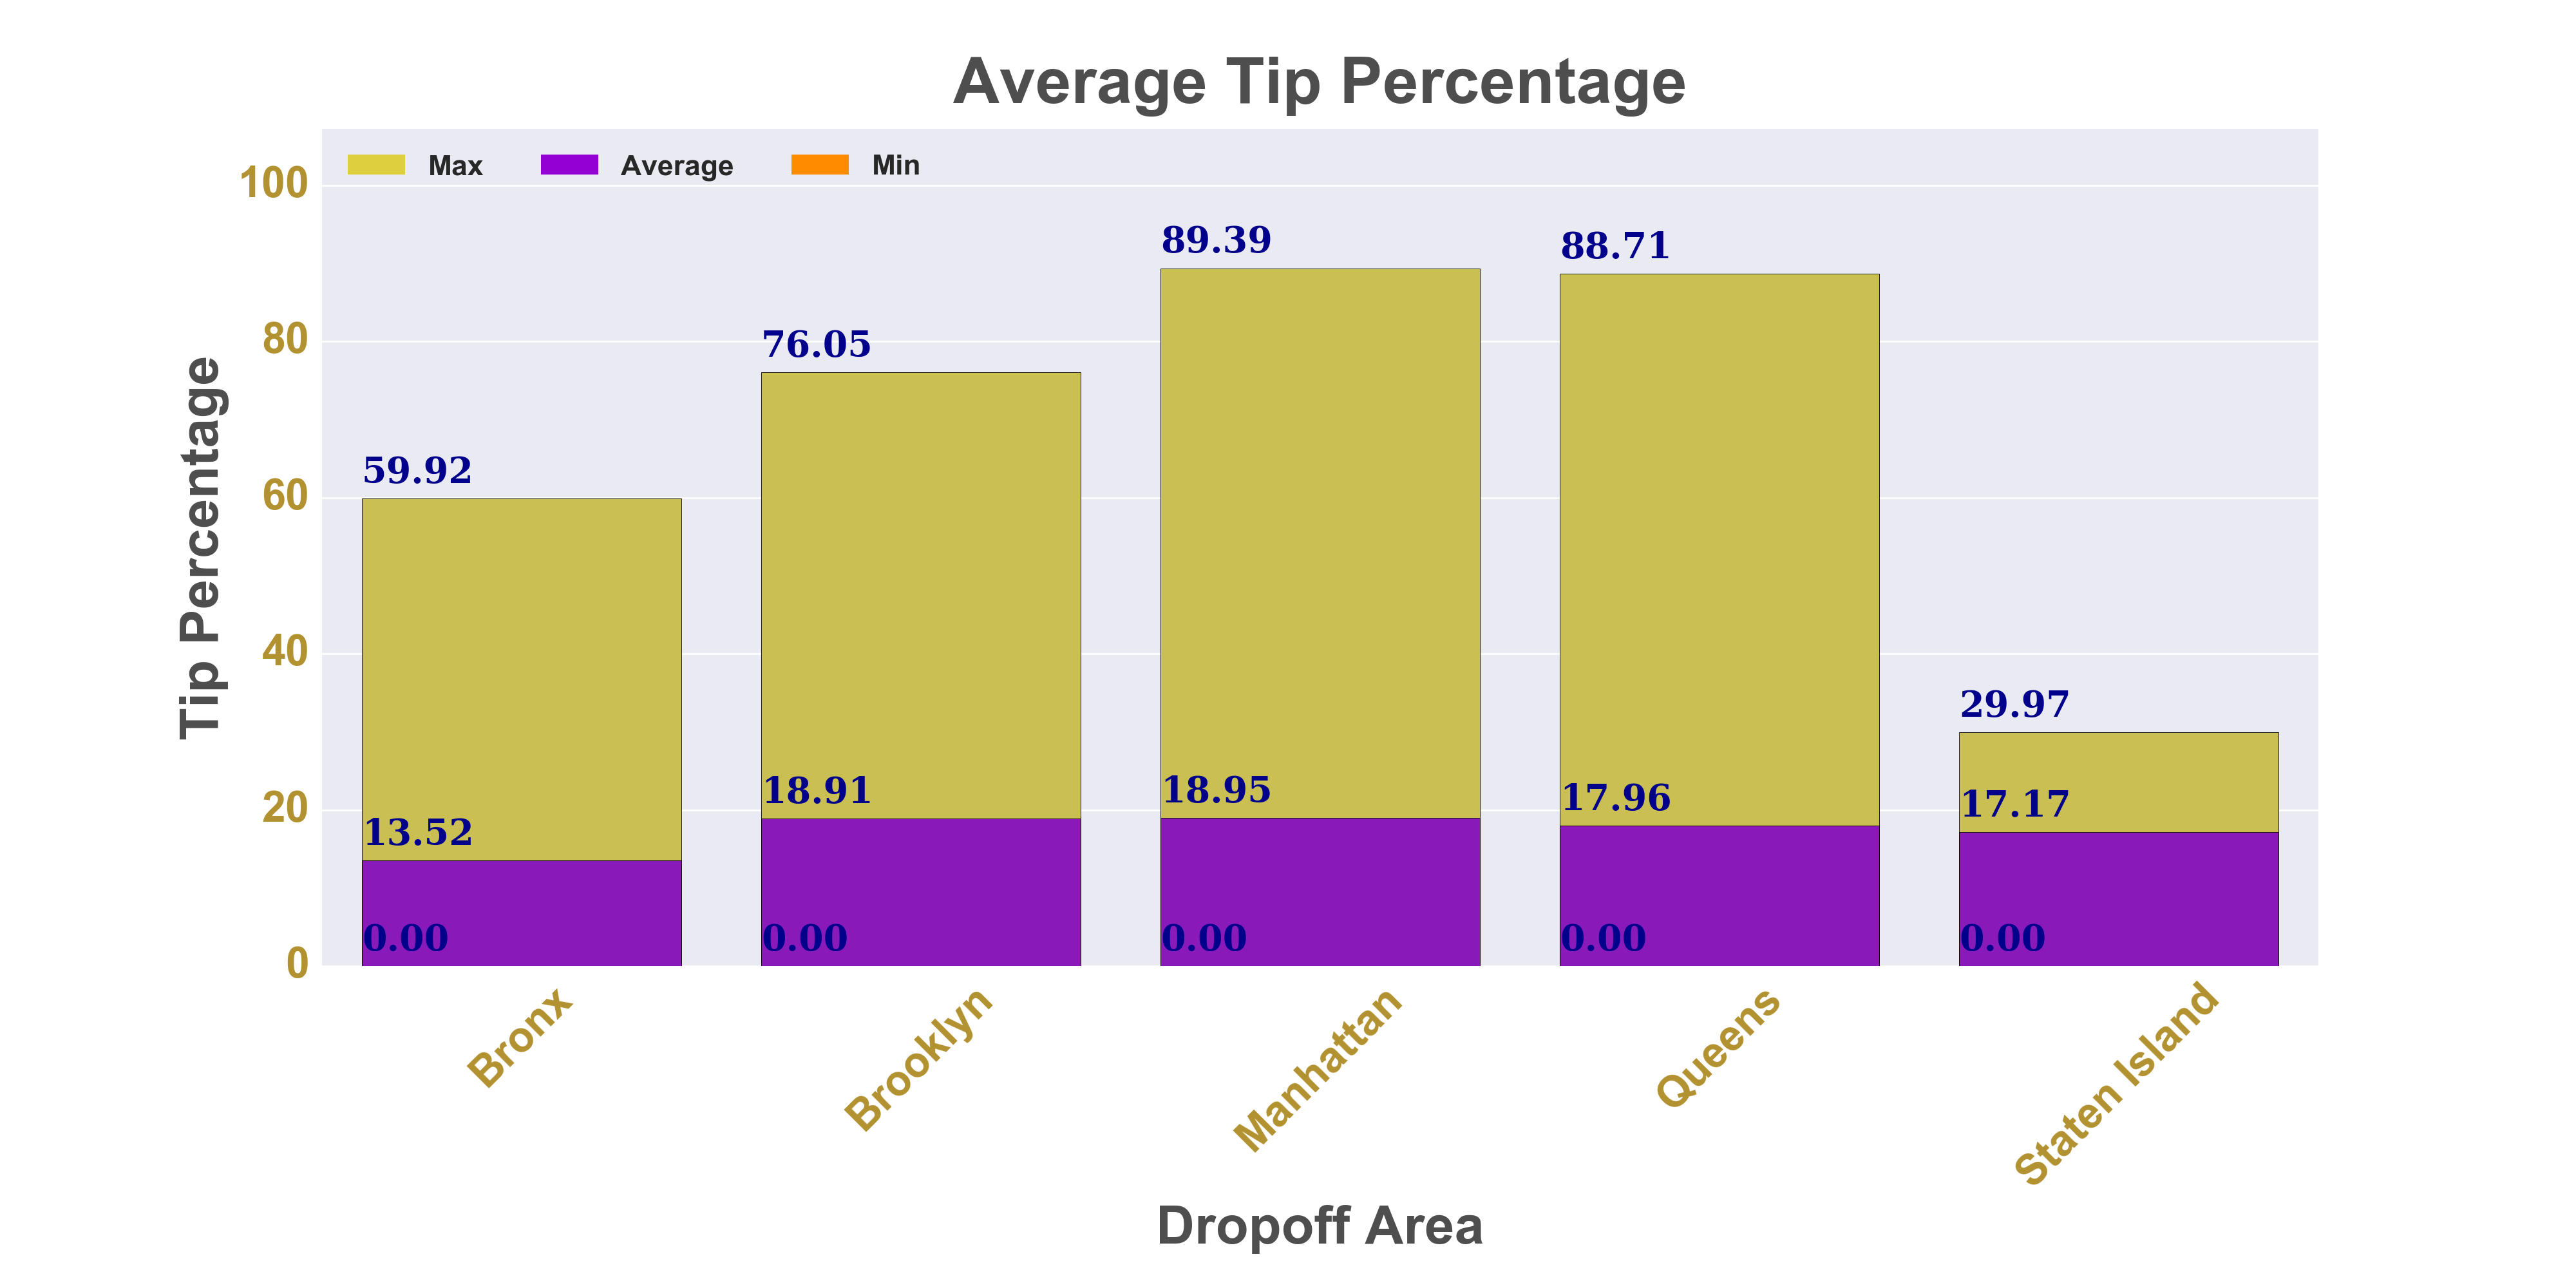 Average Tip Percentage
Max Average Min
100
80
60
40
20
0
Tip Percentage
59.92
76.05
89.39
88.71
29.97
13.52
18.91
18.95
17.96
17.17
0.00
0.00
0.00
0.00
0.00
Bronx
Brooklyn
Manhattan
Queens
Staten Island
Dropoff Area